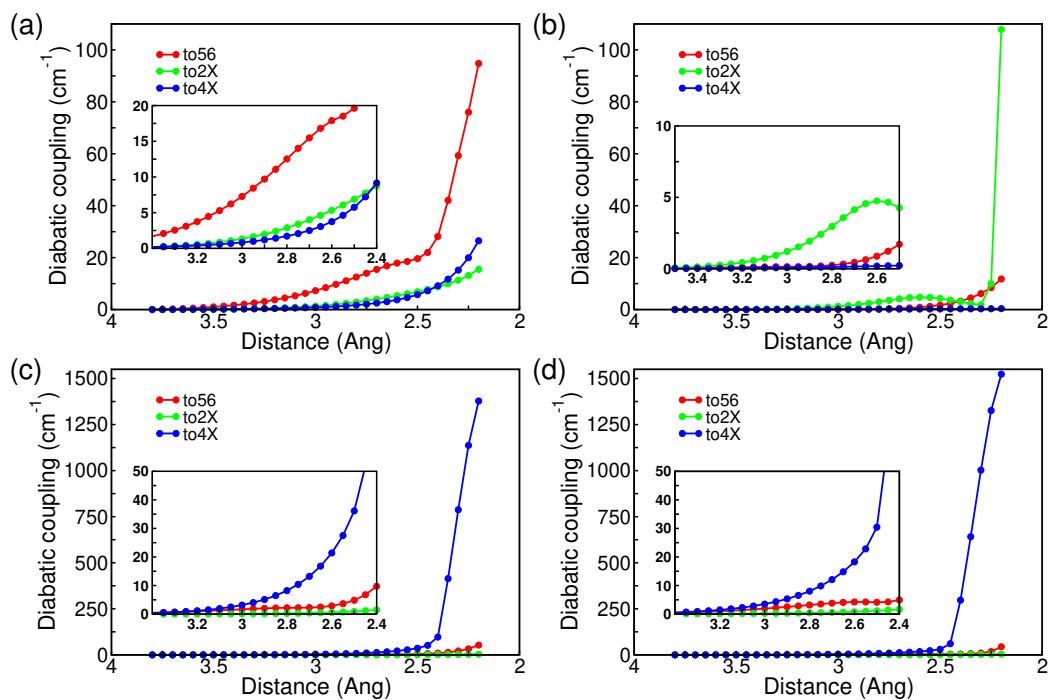 (a)
Diabatic coupling (cm⁻¹)
100
80
60
40
20
0
to56
to2X
to4X
20
15
10
5
0
3.2 3 2.8 2.6 2.4
4 3.5 3 2.5 2
Distance (Ang)
(b)
Diabatic coupling (cm⁻¹)
100
80
60
40
20
0
to56
to2X
to4X
10
5
0
3.4 3.2 3 2.8 2.6
4 3.5 3 2.5 2
Distance (Ang)
(c)
Diabatic coupling (cm⁻¹)
1500
1250
1000
750
500
250
0
to56
to2X
to4X
50
40
30
20
10
0
3.2 3 2.8 2.6 2.4
4 3.5 3 2.5 2
Distance (Ang)
(d)
Diabatic coupling (cm⁻¹)
1500
1250
1000
750
500
250
0
to56
to2X
to4X
50
40
30
20
10
0
3.2 3 2.8 2.6 2.4
4 3.5 3 2.5 2
Distance (Ang)